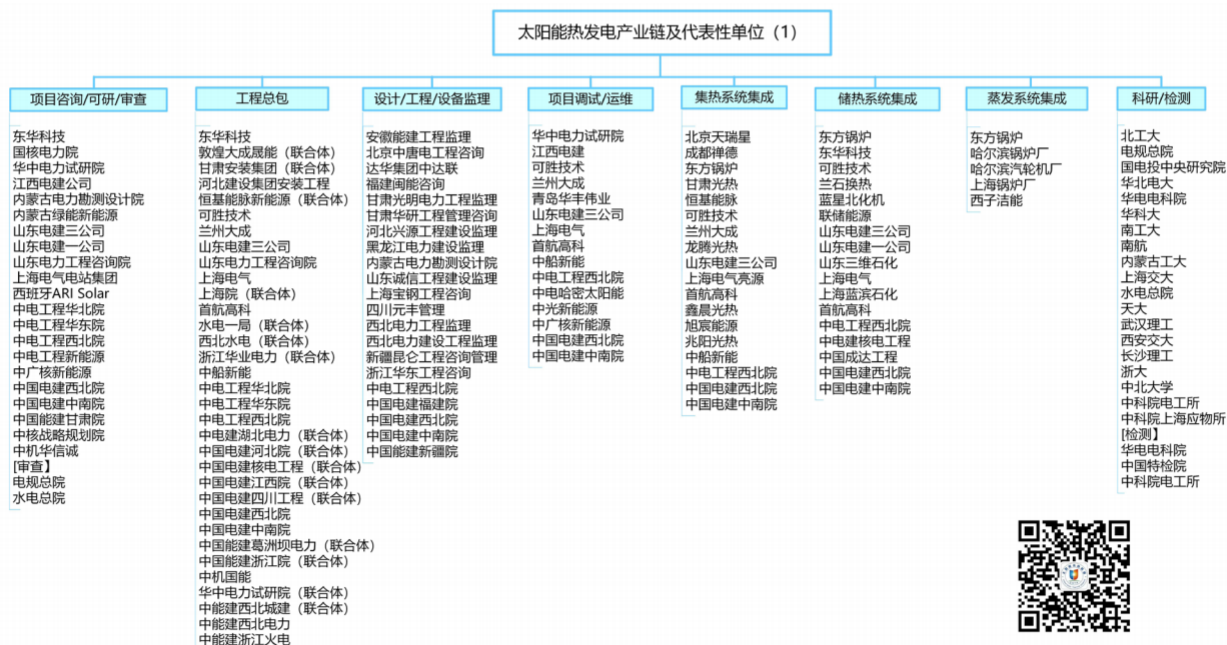 太阳能热发电产业链及代表性单位（1）
项目咨询/可研/审查
东华科技
国核电力院
华中电力试研院
江西电建公司
内蒙古电力勘测设计院
内蒙古绿能新能源
山东电建三公司
山东电建一公司
山东电力工程咨询院
上海电气电站集团
西班牙ARI Solar
中电工程华北院
中电工程华东院
中电工程西北院
中电工程新能源
中广核新能源
中国电建西北院
中国电建中南院
中国能建甘肃院
中核战略规划院
中机华信诚
[审查】
电规总院
水电总院
工程总包
东华科技
敦煌大成晟能（联合体）
甘肃安装集团（联合体）
河北建设集团安装工程
恒基能脉新能源（联合体）
可胜技术
兰州大成
山东电建三公司
山东电力工程咨询院
上海电气
上海院（联合体）
首航高科
水电一局（联合体）
西北水电（联合体）
浙江华业电力（联合体）
中船新能
中电工程华北院
中电工程华东院
中电工程西北院
中电建湖北电力（联合体）
中国电建河北院（联合体）
中国电建核电工程（联合体）
中国电建江西院（联合体）
中国电建四川工程（联合体）
中国电建西北院
中国电建中南院
中国能建葛洲坝电力（联合体）
中国能建浙江院（联合体）
中机国能
华中电力试研院（联合体）
中能建西北城建（联合体）
中能建西北电力
中能建浙江火电
设计/工程/设备监理
安徽能建工程监理
北京中唐电工程咨询
达华集团中达联
福建闽能咨询
甘肃光明电力工程监理
甘肃华研工程管理咨询
河北兴源工程建设监理
黑龙江电力建设监理
内蒙古电力勘测设计院
山东诚信工程建设监理
上海宝钢工程咨询
四川元丰管理
西北电力工程监理
西北电力建设工程监理
新疆昆仑工程咨询管理
浙江华东工程咨询
中电工程西北院
中国电建福建院
中国电建西北院
中国电建中南院
中国能建新疆院
项目调试/运维
华中电力试研院
江西电建
可胜技术
兰州大成
青岛华丰伟业
山东电建三公司
上海电气
首航高科
中船新能
中电工程西北院
中电哈密太阳能
中光新能源
中广核新能源
中国电建西北院
中国电建中南院
集热系统集成
北京天瑞星
成都禅德
东方锅炉
甘肃光热
恒基能脉
可胜技术
兰州大成
龙腾光热
山东电建三公司
上海电气亮源
首航高科
鑫晨光热
旭宸能源
兆阳光热
中船新能
中电工程西北院
中国电建西北院
中国电建中南院
储热系统集成
东方锅炉
东华科技
可胜技术
兰石换热
蓝星北化机
联储能源
山东电建三公司
山东电建一公司
山东三维石化
上海电气
上海蓝滨石化
首航高科
中电工程西北院
中电建核电工程
中国成达工程
中国电建西北院
中国电建中南院
蒸发系统集成
东方锅炉
哈尔滨锅炉厂
哈尔滨汽轮机厂
上海锅炉厂
西子洁能
科研/检测
北工大
电规总院
国电投中央研究院
华北电大
华电电科院
华科大
南工大
南航
内蒙古工大
上海交大
水电总院
天大
武汉理工
西安交大
长沙理工
浙大
中北大学
中科院电工所
中科院上海应物所
[检测】
华电电科院
中国特检院
中科院电工所